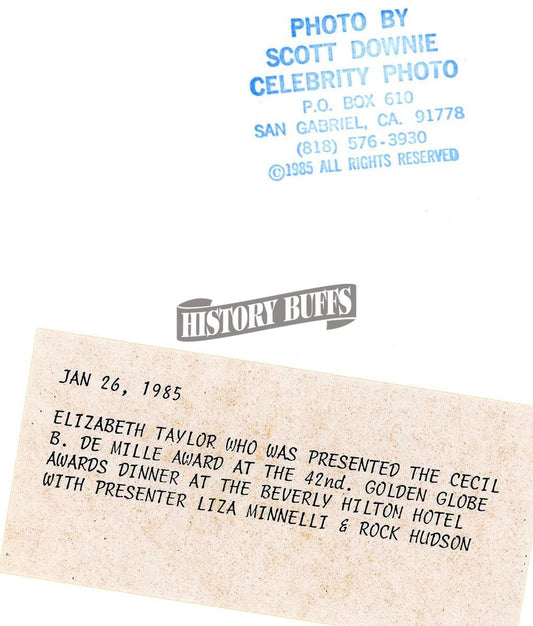 PHOTO BY
SCOTT DOWNIE
CELEBRITY PHOTO
P.O. BOX 610
SAN GABRIEL, CA. 91778
(818) 576-3930
©1985 ALL RIGHTS RESERVED
HISTORY BUFFS
JAN 26, 1985
ELIZABETH TAYLOR WHO WAS PRESENTED THE CECIL
B. DE MILLE AWARD AT THE 42nd. GOLDEN GLOBE
AWARDS DINNER AT THE BEVERLY HILTON HOTEL
WITH PRESENTER LIZA MINNELLI & ROCK HUDSON